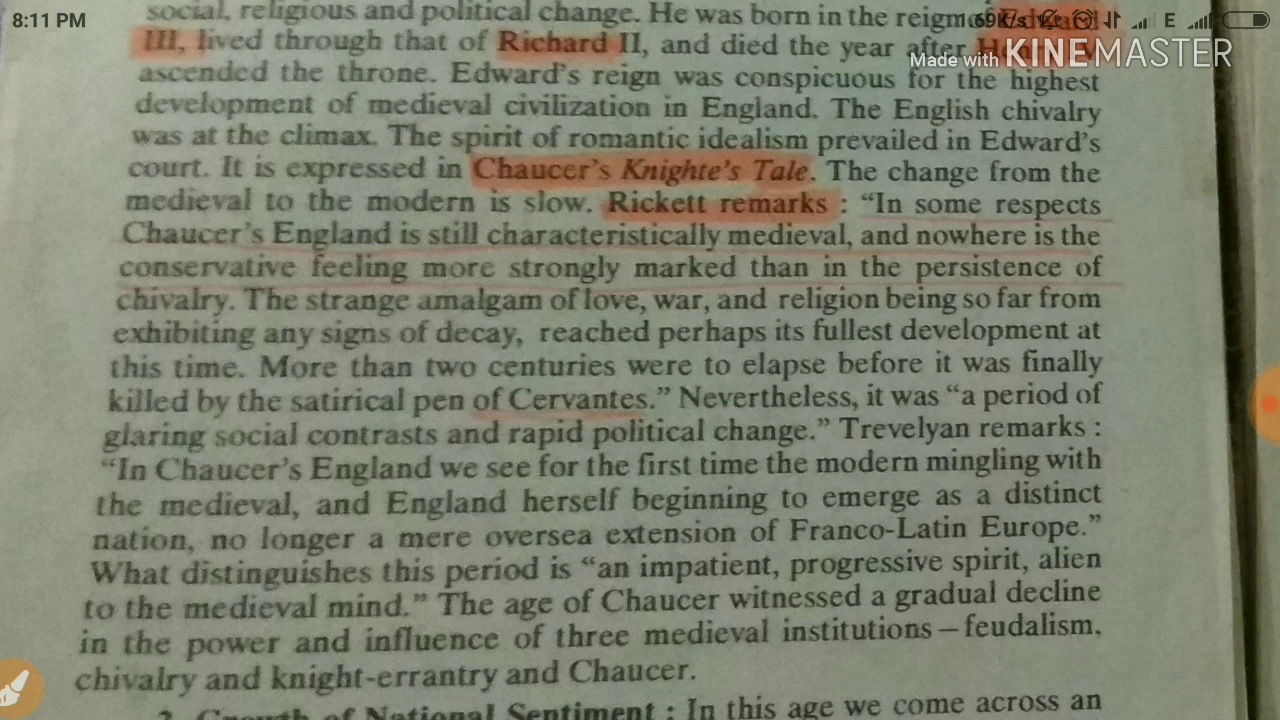 8:11 PM
69K/s
E
social, religious and political change. He was born in the reign
III, lived through that of Richard II, and died the year after
Made with KINEMASTER
ascended the throne. Edward's reign was conspicuous for the highest
development of medieval civilization in England. The English chivalry
was at the climax. The spirit of romantic idealism prevailed in Edward's
court. It is expressed in Chaucer's Knighte's Tale. The change from the
medieval to the modern is slow. Rickett remarks : “In some respects
Chaucer's England is still characteristically medieval, and nowhere is the
conservative feeling more strongly marked than in the persistence of
chivalry. The strange amalgam of love, war, and religion being so far from
exhibiting any signs of decay, reached perhaps its fullest development at
this time. More than two centuries were to elapse before it was finally
killed by the satirical pen of Cervantes.” Nevertheless, it was “a period of
glaring social contrasts and rapid political change.” Trevelyan remarks :
“In Chaucer's England we see for the first time the modern mingling with
the medieval, and England herself beginning to emerge as a distinct
nation, no longer a mere oversea extension of Franco-Latin Europe.”
What distinguishes this period is “an impatient, progressive spirit, alien
to the medieval mind.” The age of Chaucer witnessed a gradual decline
in the power and influence of three medieval institutions – feudalism,
chivalry and knight-errantry and Chaucer.
2. Growth of National Sentiment : In this age we come across an